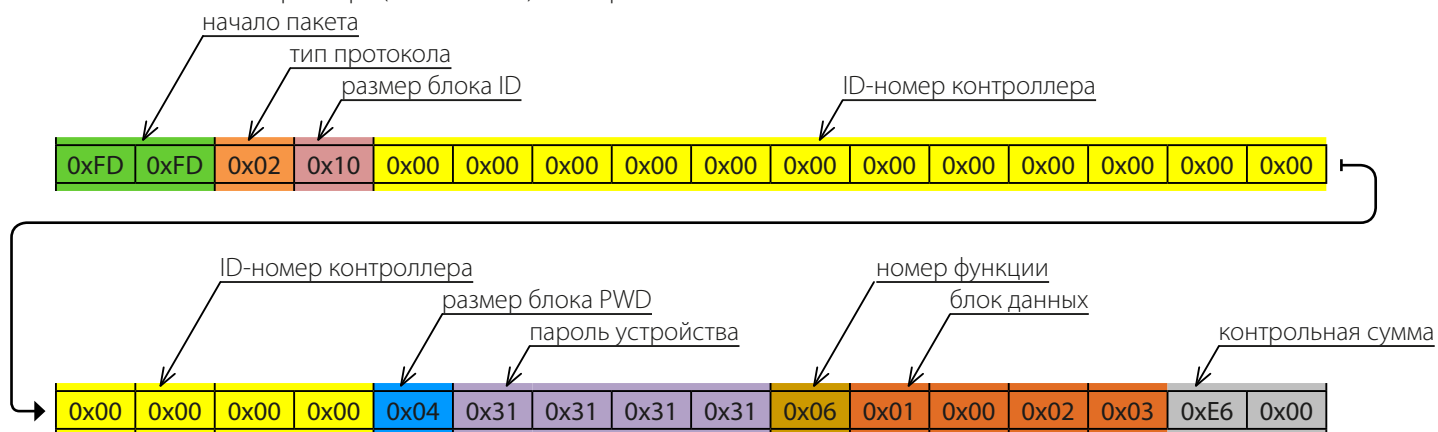 начало пакета
тип протокола
размер блока ID
ID-номер контроллера
0xFD 0xFD 0x02 0x10 0x00 0x00 0x00 0x00 0x00 0x00 0x00 0x00 0x00 0x00 0x00 0x00
ID-номер контроллера
номер функции
размер блока PWD
блок данных
пароль устройства
контрольная сумма
0x00 0x00 0x00 0x00 0x04 0x31 0x31 0x31 0x31 0x06 0x01 0x00 0x02 0x03 0xE6 0x00